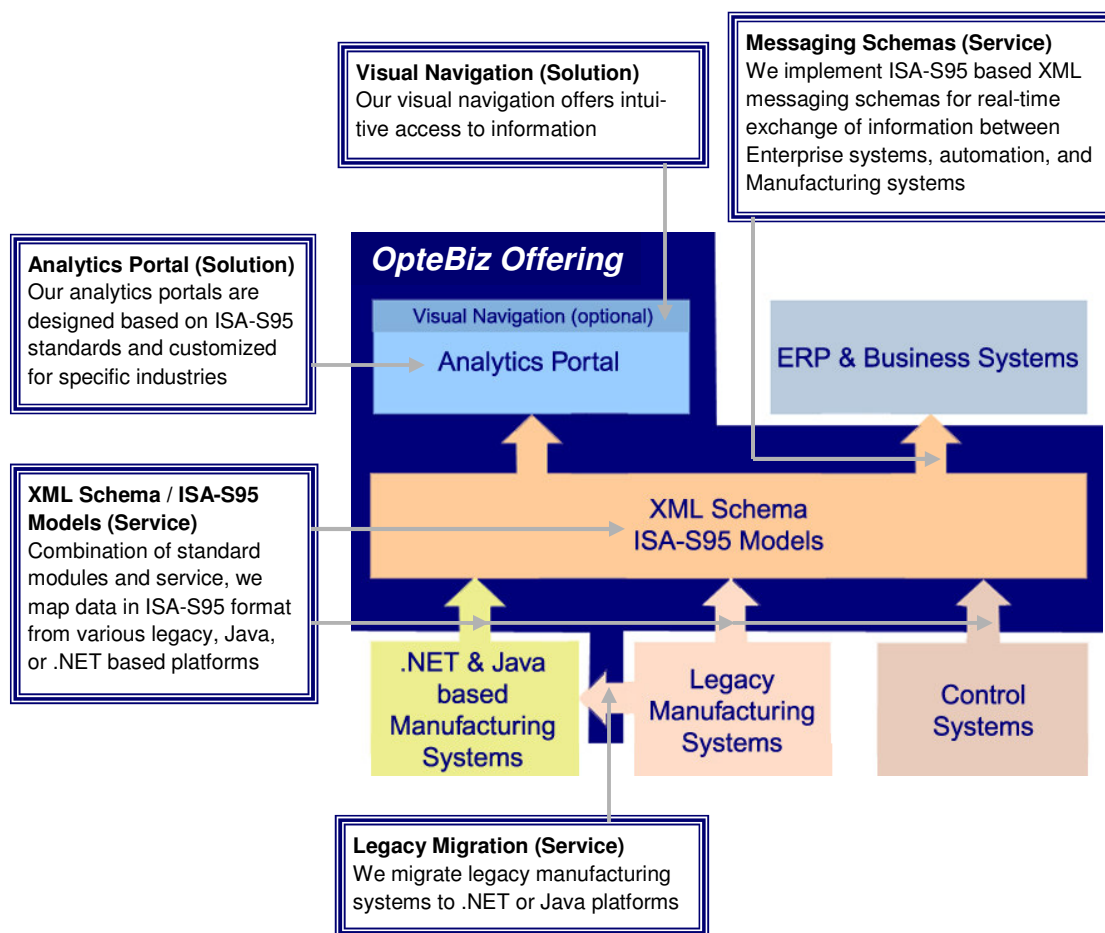 Messaging Schemas (Service)
We implement ISA-S95 based XML
messaging schemas for real-time
exchange of information between
Enterprise systems, automation, and
Manufacturing systems
Visual Navigation (Solution)
Our visual navigation offers intui-
tive access to information
Analytics Portal (Solution)
Our analytics portals are
designed based on ISA-S95
standards and customized
for specific industries
OpteBiz Offering
Visual Navigation (optional)
Analytics Portal
ERP & Business Systems
XML Schema / ISA-S95
Models (Service)
Combination of standard
modules and service, we
map data in ISA-S95 format
from various legacy, Java,
or .NET based platforms
XML Schema
ISA-S95 Models
.NET & Java
based
Manufacturing
Systems
Legacy
Manufacturing
Systems
Control
Systems
Legacy Migration (Service)
We migrate legacy manufacturing
systems to .NET or Java platforms